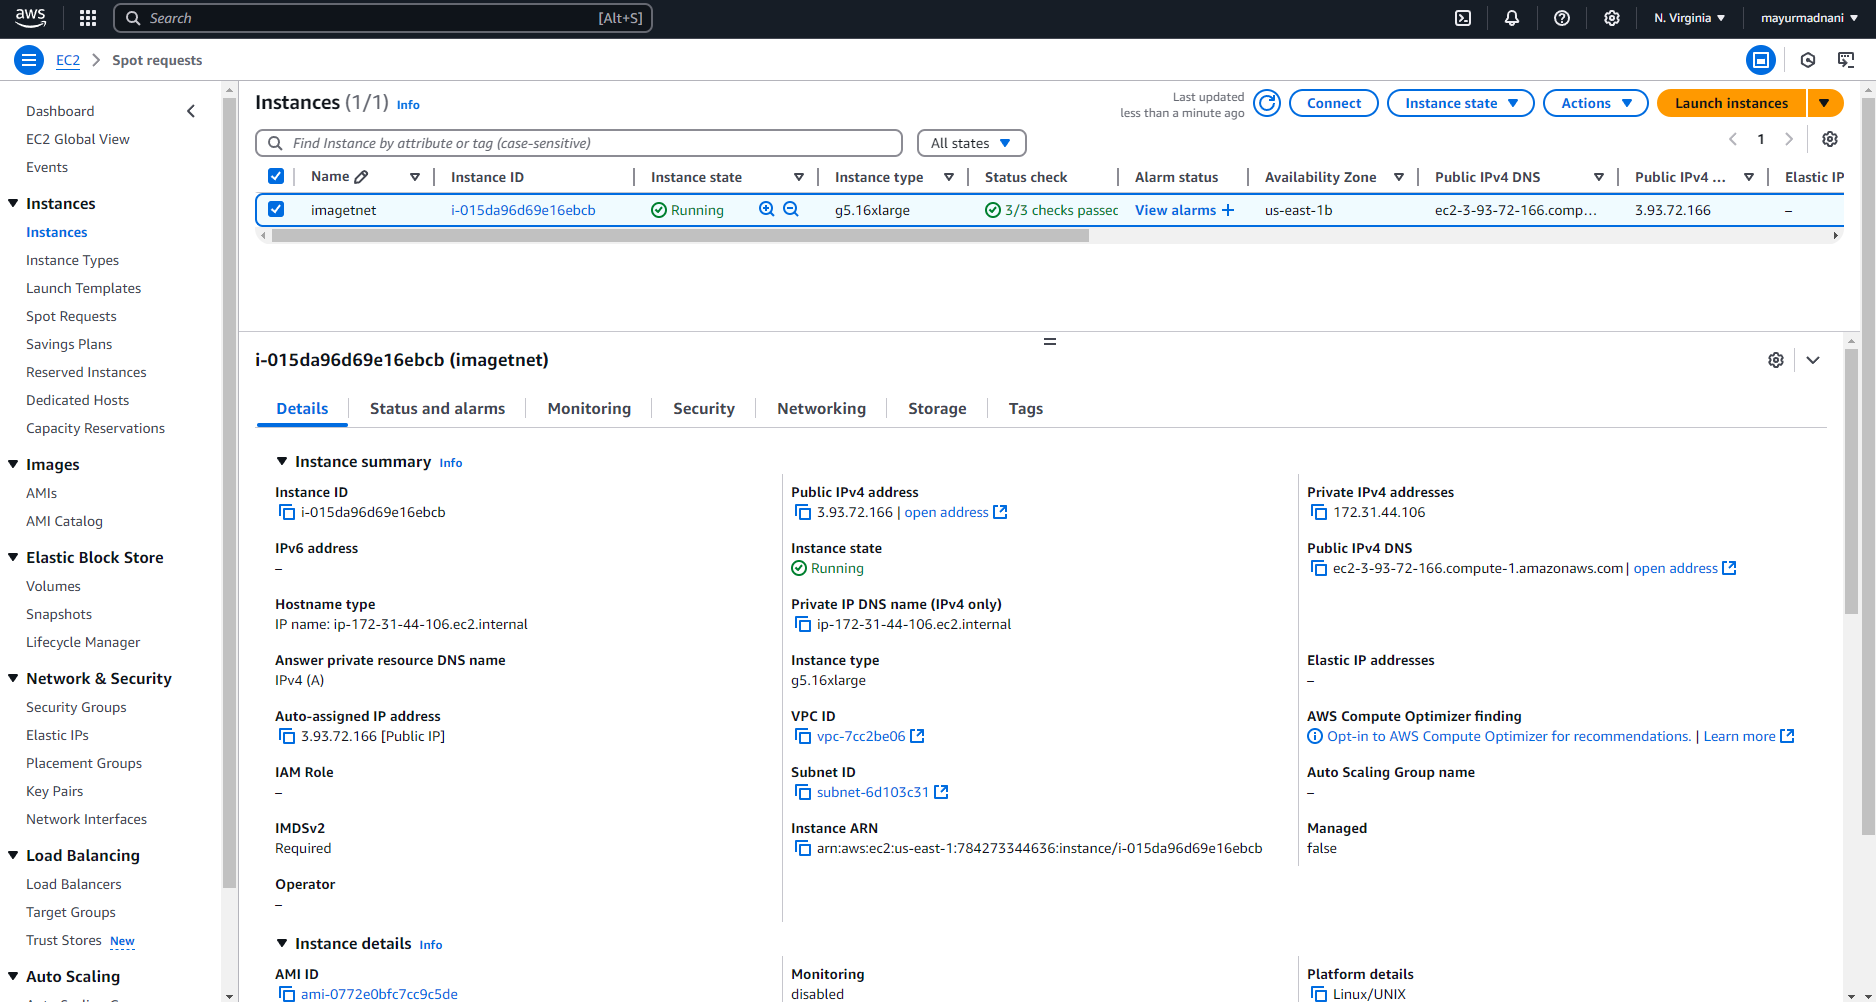 aws
Search [Alt+S]
N. Virginia
mayurmadnani
EC2
Spot requests
Dashboard
EC2 Global View
Events
Instances
Instances
Instance Types
Launch Templates
Spot Requests
Savings Plans
Reserved Instances
Dedicated Hosts
Capacity Reservations
Images
AMIs
AMI Catalog
Elastic Block Store
Volumes
Snapshots
Lifecycle Manager
Network & Security
Security Groups
Elastic IPs
Placement Groups
Key Pairs
Network Interfaces
Load Balancing
Load Balancers
Target Groups
Trust Stores New
Auto Scaling
Instances (1/1) Info
Last updated
less than a minute ago
Connect
Instance state
Actions
Launch instances
Find Instance by attribute or tag (case-sensitive)
All states
1
Name Instance ID Instance state Instance type Status check Alarm status Availability Zone Public IPv4 DNS Public IPv4 ... Elastic IP
imagetnet i-015da96d69e16ebcb Running g5.16xlarge 3/3 checks passec View alarms + us-east-1b ec2-3-93-72-166.comp... 3.93.72.166 –
i-015da96d69e16ebcb (imagetnet)
Details Status and alarms Monitoring Security Networking Storage Tags
Instance summary Info
Instance ID
i-015da96d69e16ebcb
Public IPv4 address
3.93.72.166 | open address
Private IPv4 addresses
172.31.44.106
IPv6 address
–
Instance state
Running
Public IPv4 DNS
ec2-3-93-72-166.compute-1.amazonaws.com | open address
Hostname type
IP name: ip-172-31-44-106.ec2.internal
Private IP DNS name (IPv4 only)
ip-172-31-44-106.ec2.internal
Answer private resource DNS name
IPv4 (A)
Instance type
g5.16xlarge
Elastic IP addresses
–
Auto-assigned IP address
3.93.72.166 [Public IP]
VPC ID
vpc-7cc2be06
AWS Compute Optimizer finding
Opt-in to AWS Compute Optimizer for recommendations. | Learn more
IAM Role
–
Subnet ID
subnet-6d103c31
Auto Scaling Group name
–
IMDSv2
Required
Instance ARN
arn:aws:ec2:us-east-1:784273344636:instance/i-015da96d69e16ebcb
Managed
false
Operator
–
Instance details Info
AMI ID
ami-0772e0bfc7cc9c5de
Monitoring
disabled
Platform details
Linux/UNIX